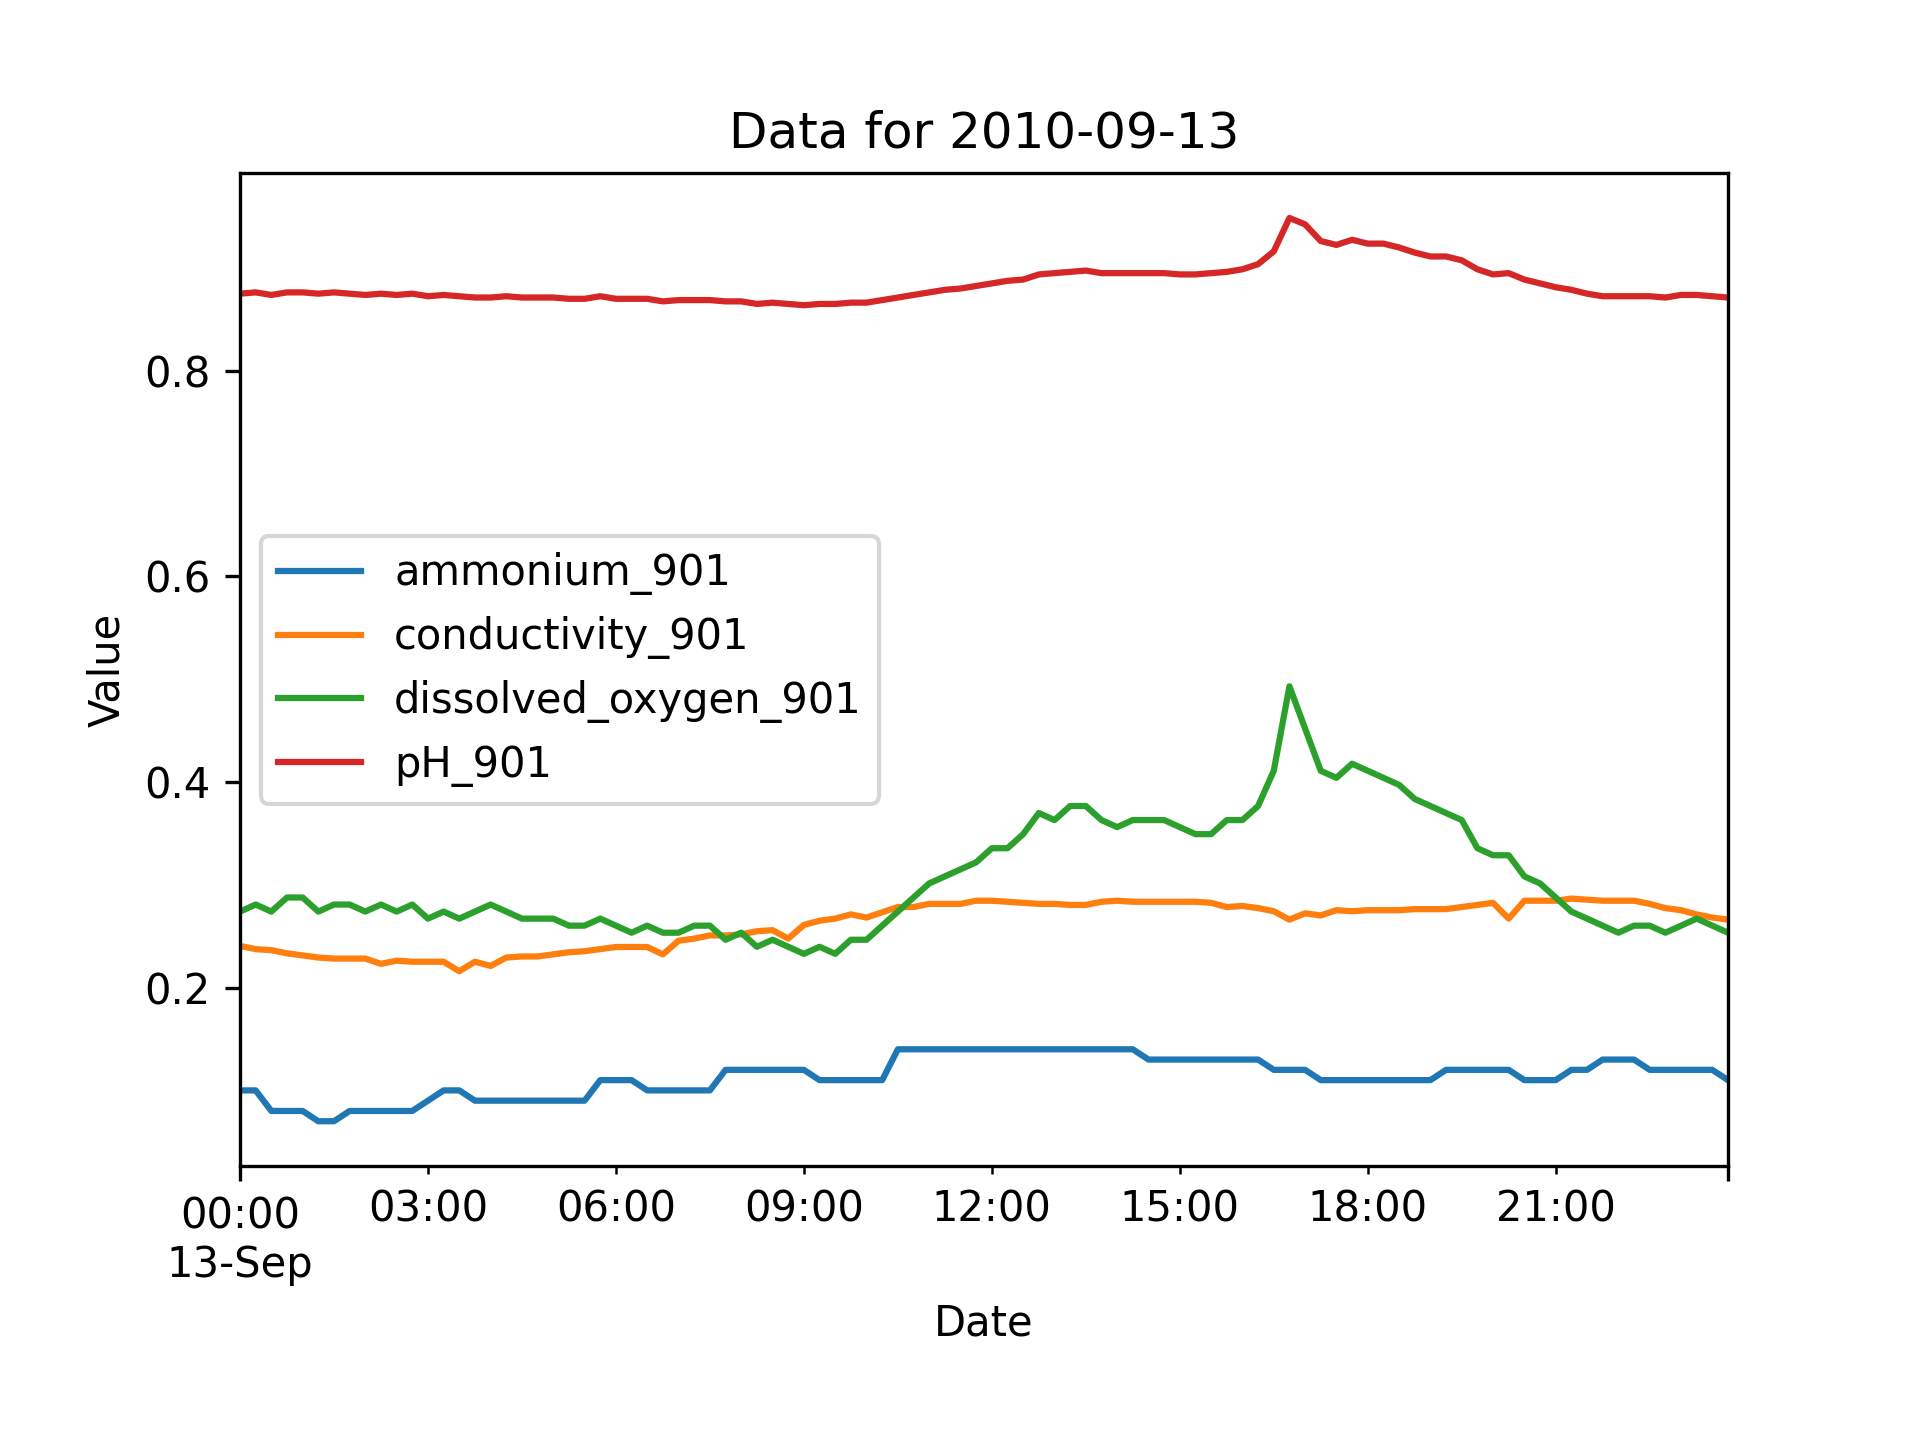 Data for 2010-09-13
0.8
0.6
0.4
0.2
Value
ammonium_901
conductivity_901
dissolved_oxygen_901
pH_901
00:00 03:00 06:00 09:00 12:00 15:00 18:00 21:00
13-Sep
Date